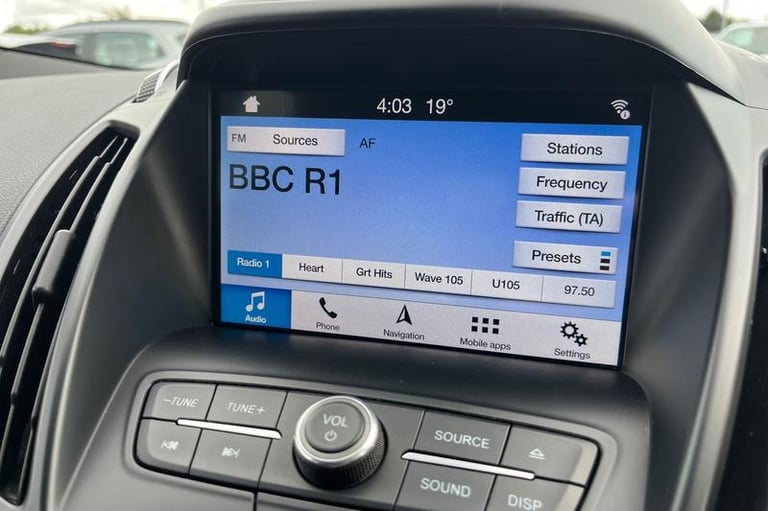 4:03 19°
FM Sources AF
Stations
BBC R1
Frequency
Traffic (TA)
Presets
Radio 1 Heart Grt Hits Wave 105 U105 97.50
Audio Phone Navigation Mobile apps Settings
-TUNE TUNE+
VOL
SOURCE
SOUND
DISP